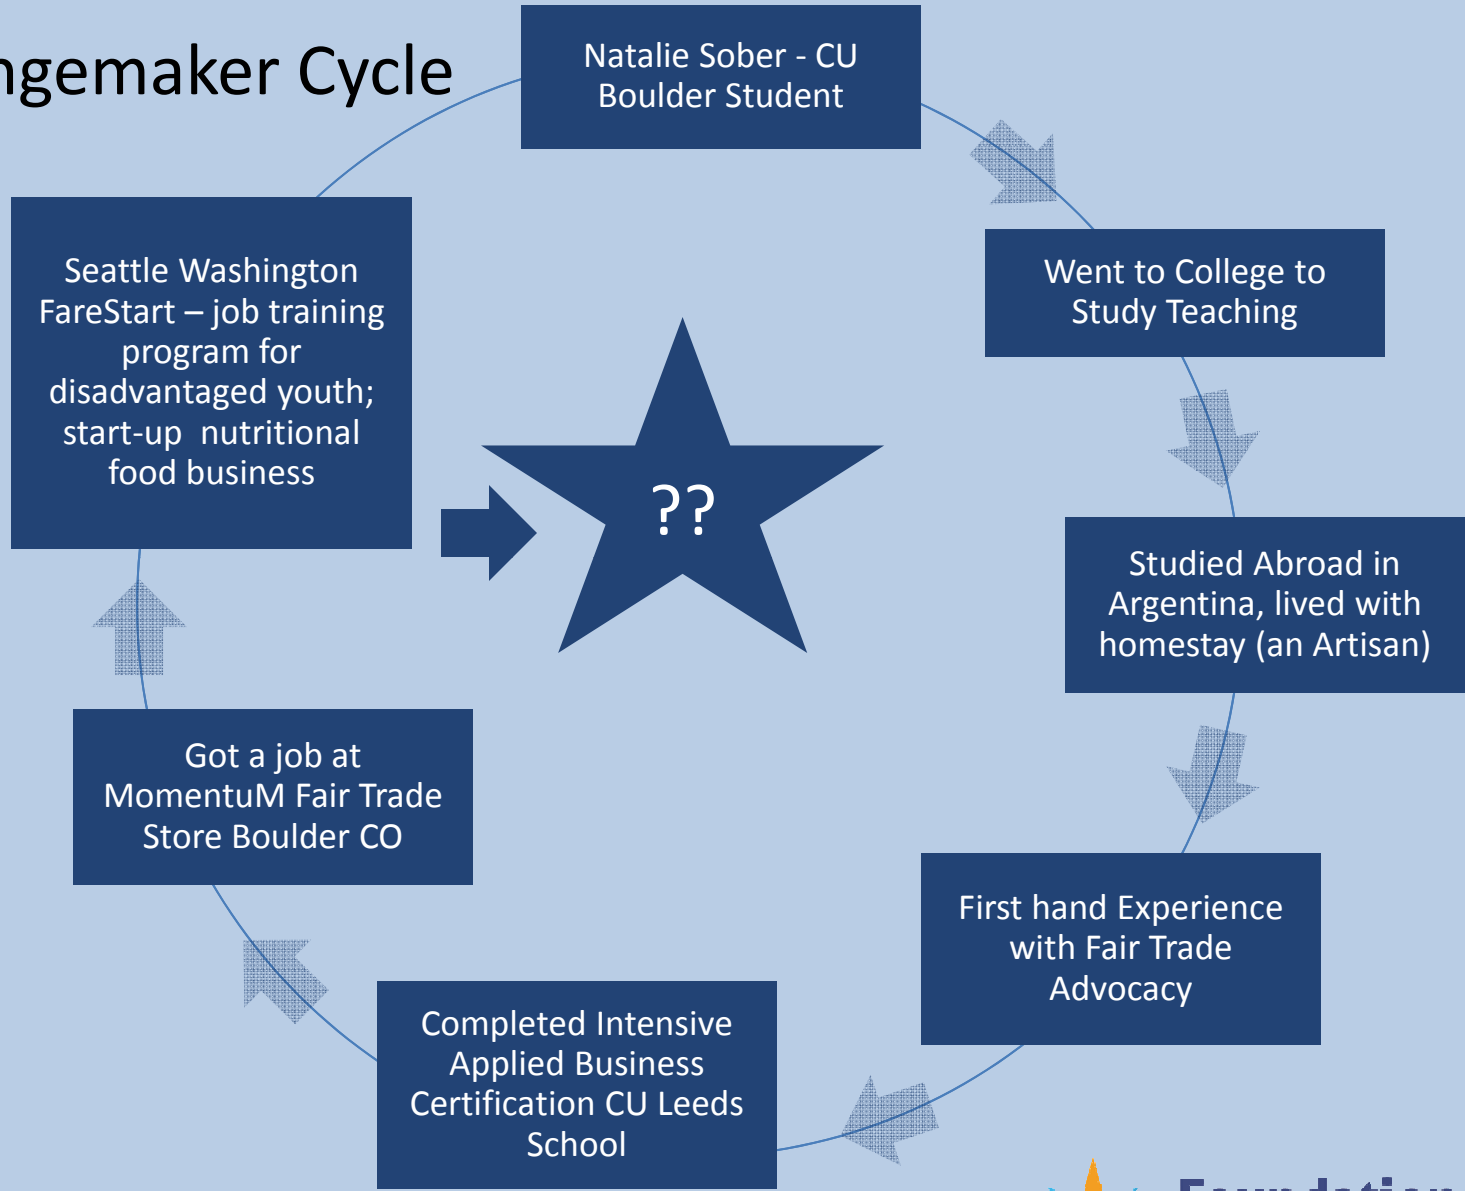 ngemaker Cycle
Natalie Sober - CU
Boulder Student
Went to College to
Study Teaching
Studied Abroad in
Argentina, lived with
homestay (an Artisan)
First hand Experience
with Fair Trade
Advocacy
Completed Intensive
Applied Business
Certification CU Leeds
School
Got a job at
MomentuM Fair Trade
Store Boulder CO
Seattle Washington
FareStart – job training
program for
disadvantaged youth;
start-up nutritional
food business
??
Foundation